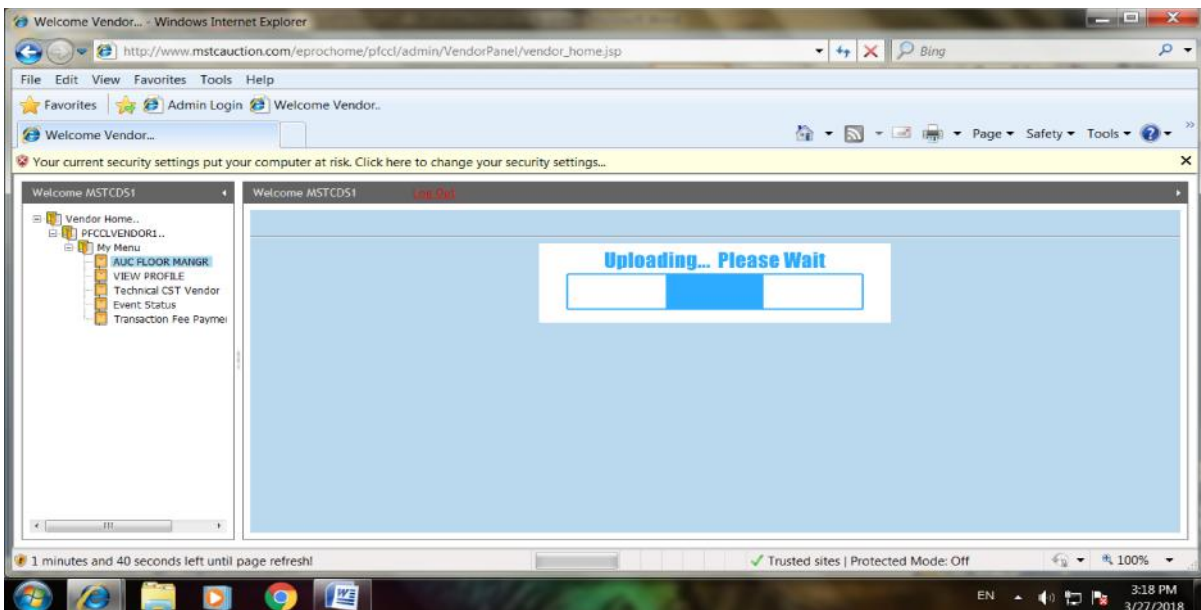 Welcome Vendor... - Windows Internet Explorer
http://www.mstcauction.com/eprochome/pfccl/admin/VendorPanel/vendor_home.jsp
Bing
File Edit View Favorites Tools Help
Favorites Admin Login Welcome Vendor..
Welcome Vendor...
Page Safety Tools
Your current security settings put your computer at risk. Click here to change your security settings...
Welcome MSTCDS1
Welcome MSTCDS1 Log Out
Vendor Home..
PFCCLVENDOR1..
My Menu
AUC FLOOR MANGR
VIEW PROFILE
Technical CST Vendor
Event Status
Transaction Fee Paymei
Uploading... Please Wait
1 minutes and 40 seconds left until page refresh!
Trusted sites | Protected Mode: Off
100%
EN
3:18 PM
3/27/2018